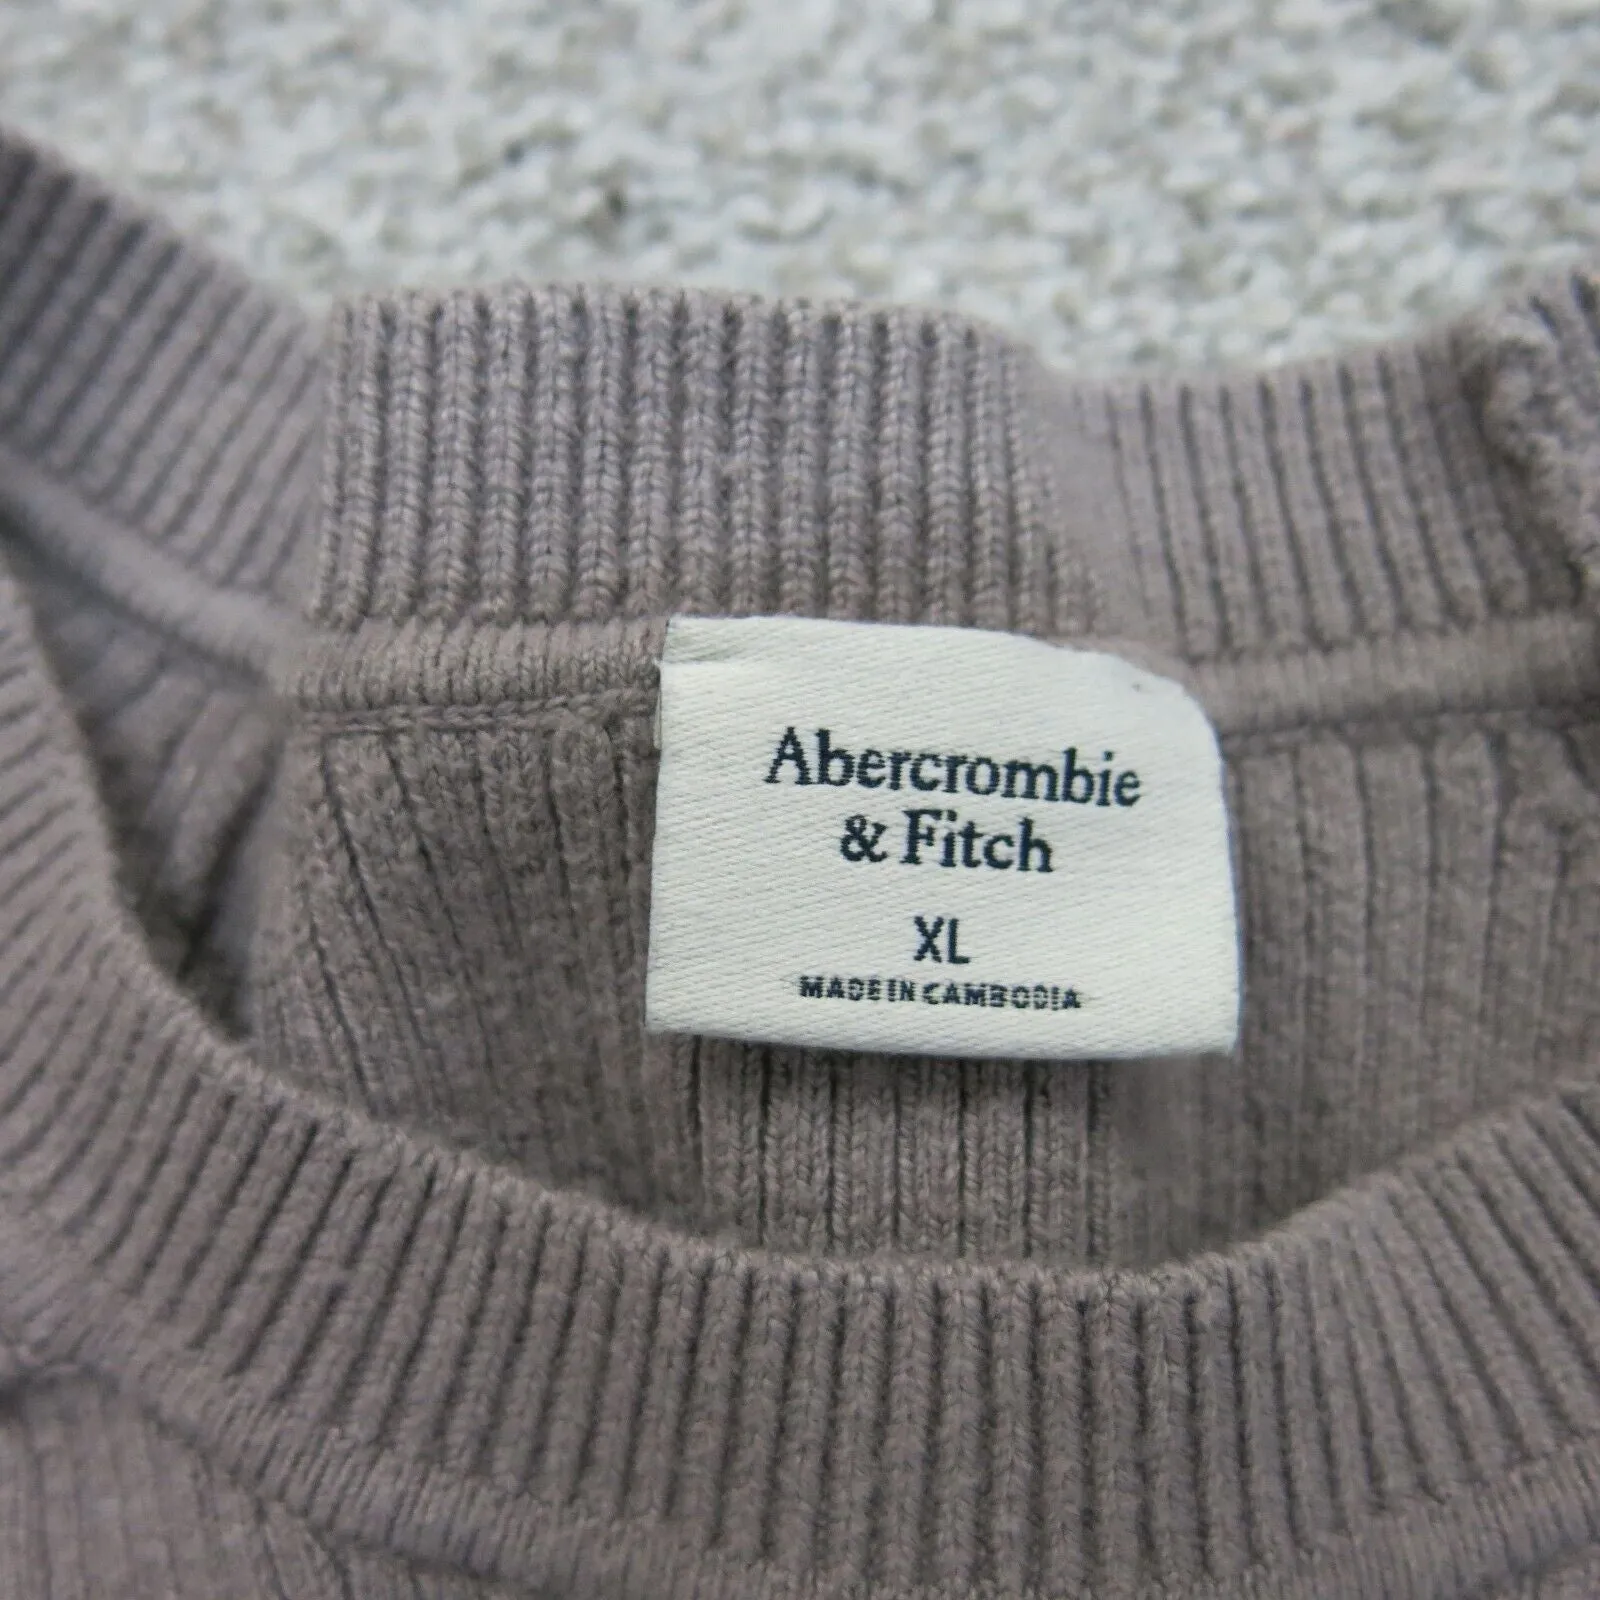 Abercrombie
& Fitch
XL
MADE IN CAMBODIA